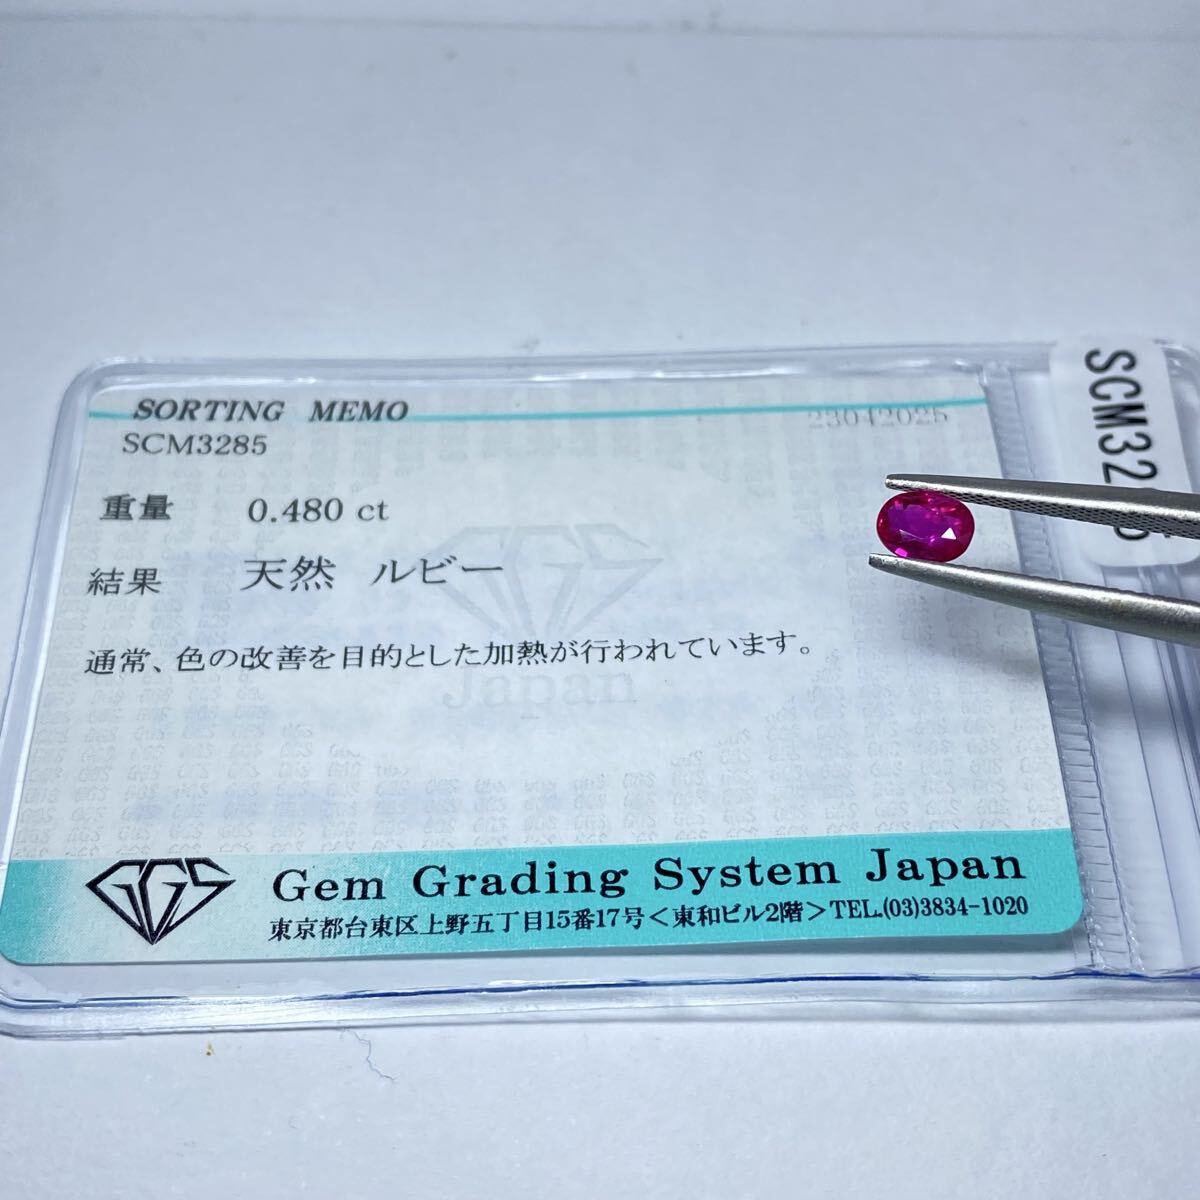 SORTING MEMO
23042025
SCM3285
重量 0.480 ct
結果 天然 ルビー
通常、色の改善を目的とした加熱が行われています。
Japan
GGS
Gem Grading System Japan
東京都台東区上野五丁目15番17号＜東和ビル2階＞TEL.(03)3834-1020